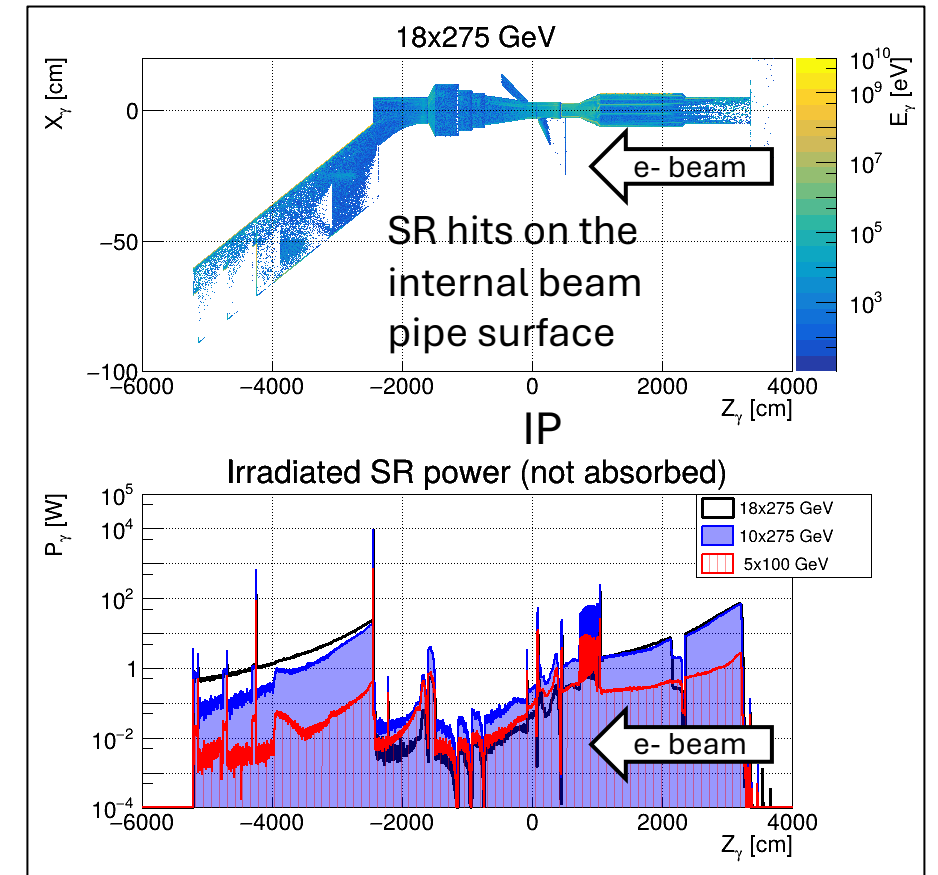 18x275 GeV
X_γ [cm]
0
−50
−100
−6000 −4000 −2000 0 2000 4000
Z_γ [cm]
10^10
10^9
10^7
10^5
10^3
E_γ [eV]
e- beam
SR hits on the
internal beam
pipe surface
IP
Irradiated SR power (not absorbed)
P_γ [W]
10^5
10^4
10^2
1
10^−2
10^−4
18x275 GeV
10x275 GeV
5x100 GeV
e- beam
−6000 −4000 −2000 0 2000 4000
Z_γ [cm]